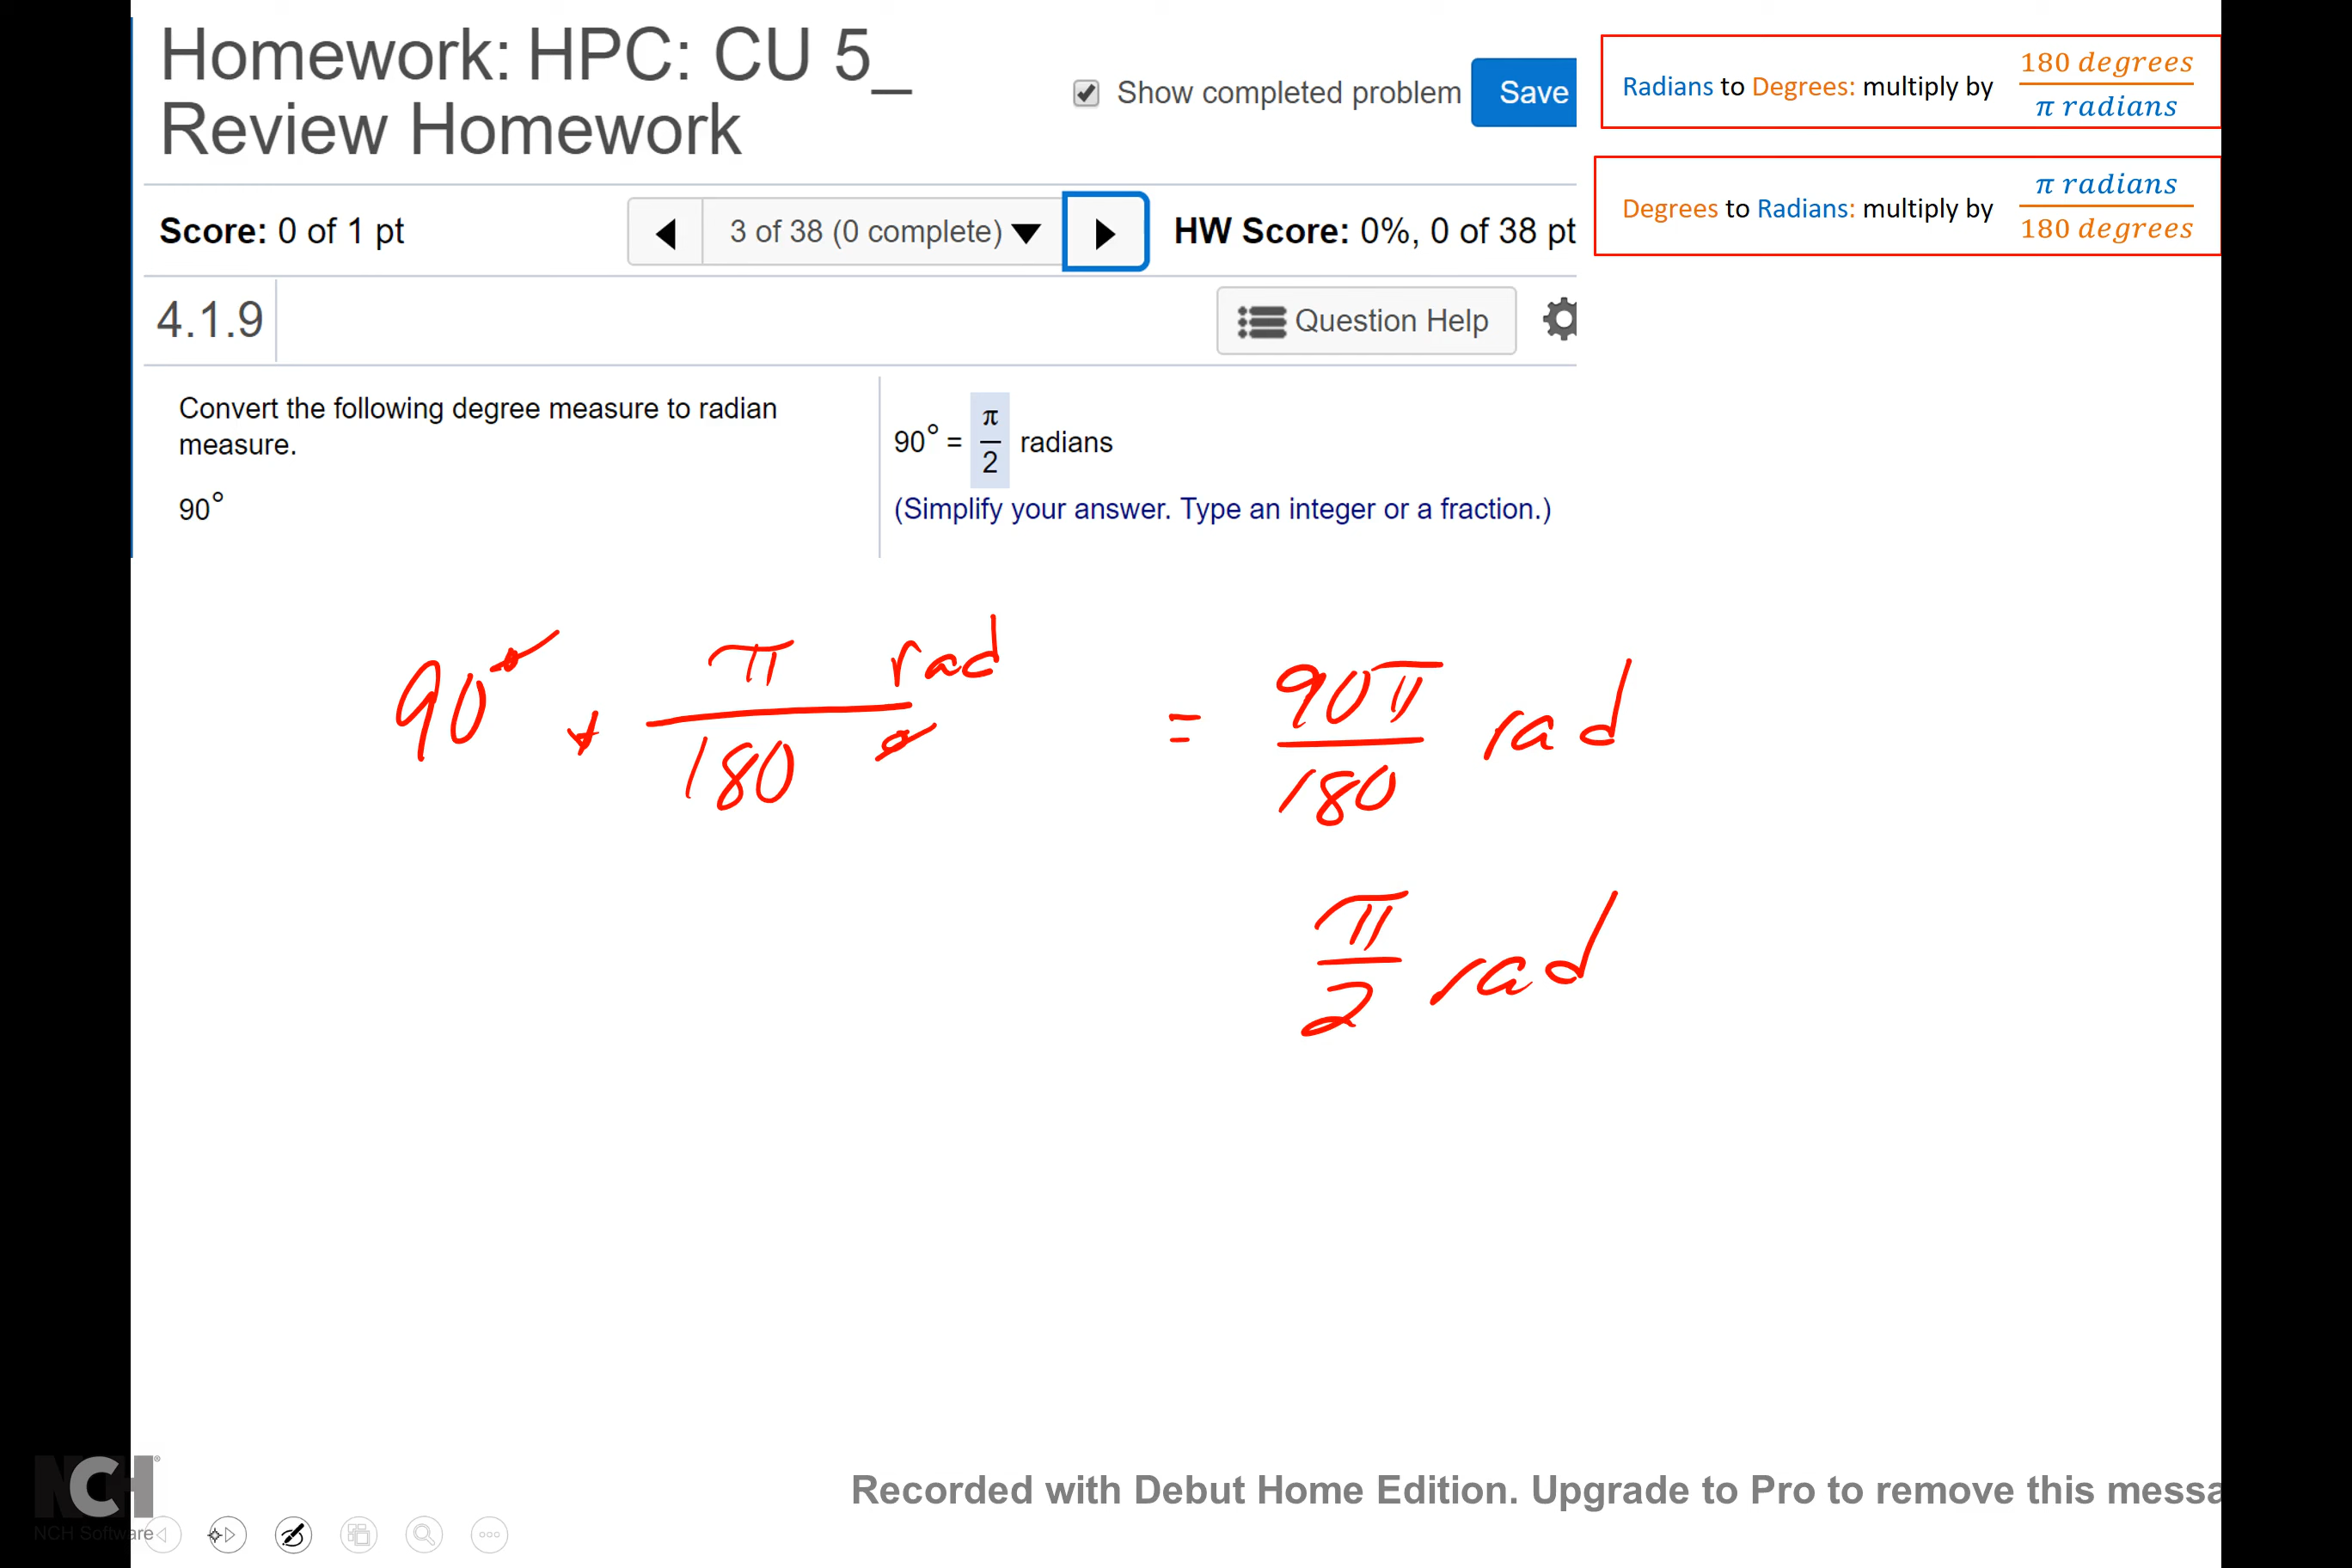 Homework: HPC: CU 5_
Review Homework
Show completed problem
Save
Radians to Degrees: multiply by 180 degrees / π radians
Degrees to Radians: multiply by π radians / 180 degrees
Score: 0 of 1 pt
3 of 38 (0 complete)
HW Score: 0%, 0 of 38 pt
4.1.9
Question Help
Convert the following degree measure to radian
measure.
90°
90° = π/2 radians
(Simplify your answer. Type an integer or a fraction.)
90° * π rad / 180 ° = 90π / 180 rad
π / 2 rad
NCH®
NCH Software
Recorded with Debut Home Edition. Upgrade to Pro to remove this messa